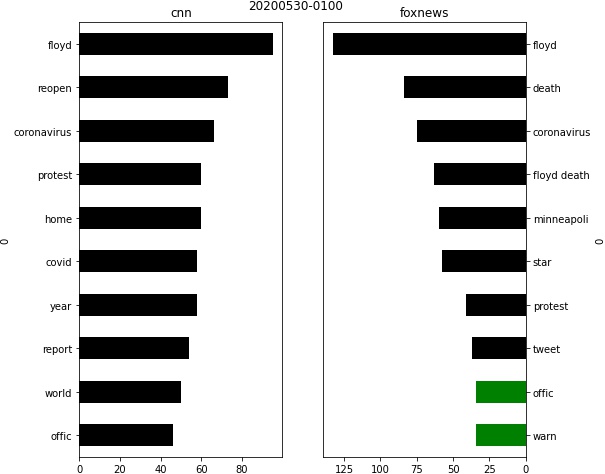 20200530-0100
cnn
foxnews
floyd
reopen
coronavirus
protest
home
covid
year
report
world
offic
0
0 20 40 60 80
floyd
death
coronavirus
floyd death
minneapoli
star
protest
tweet
offic
warn
0
125 100 75 50 25 0